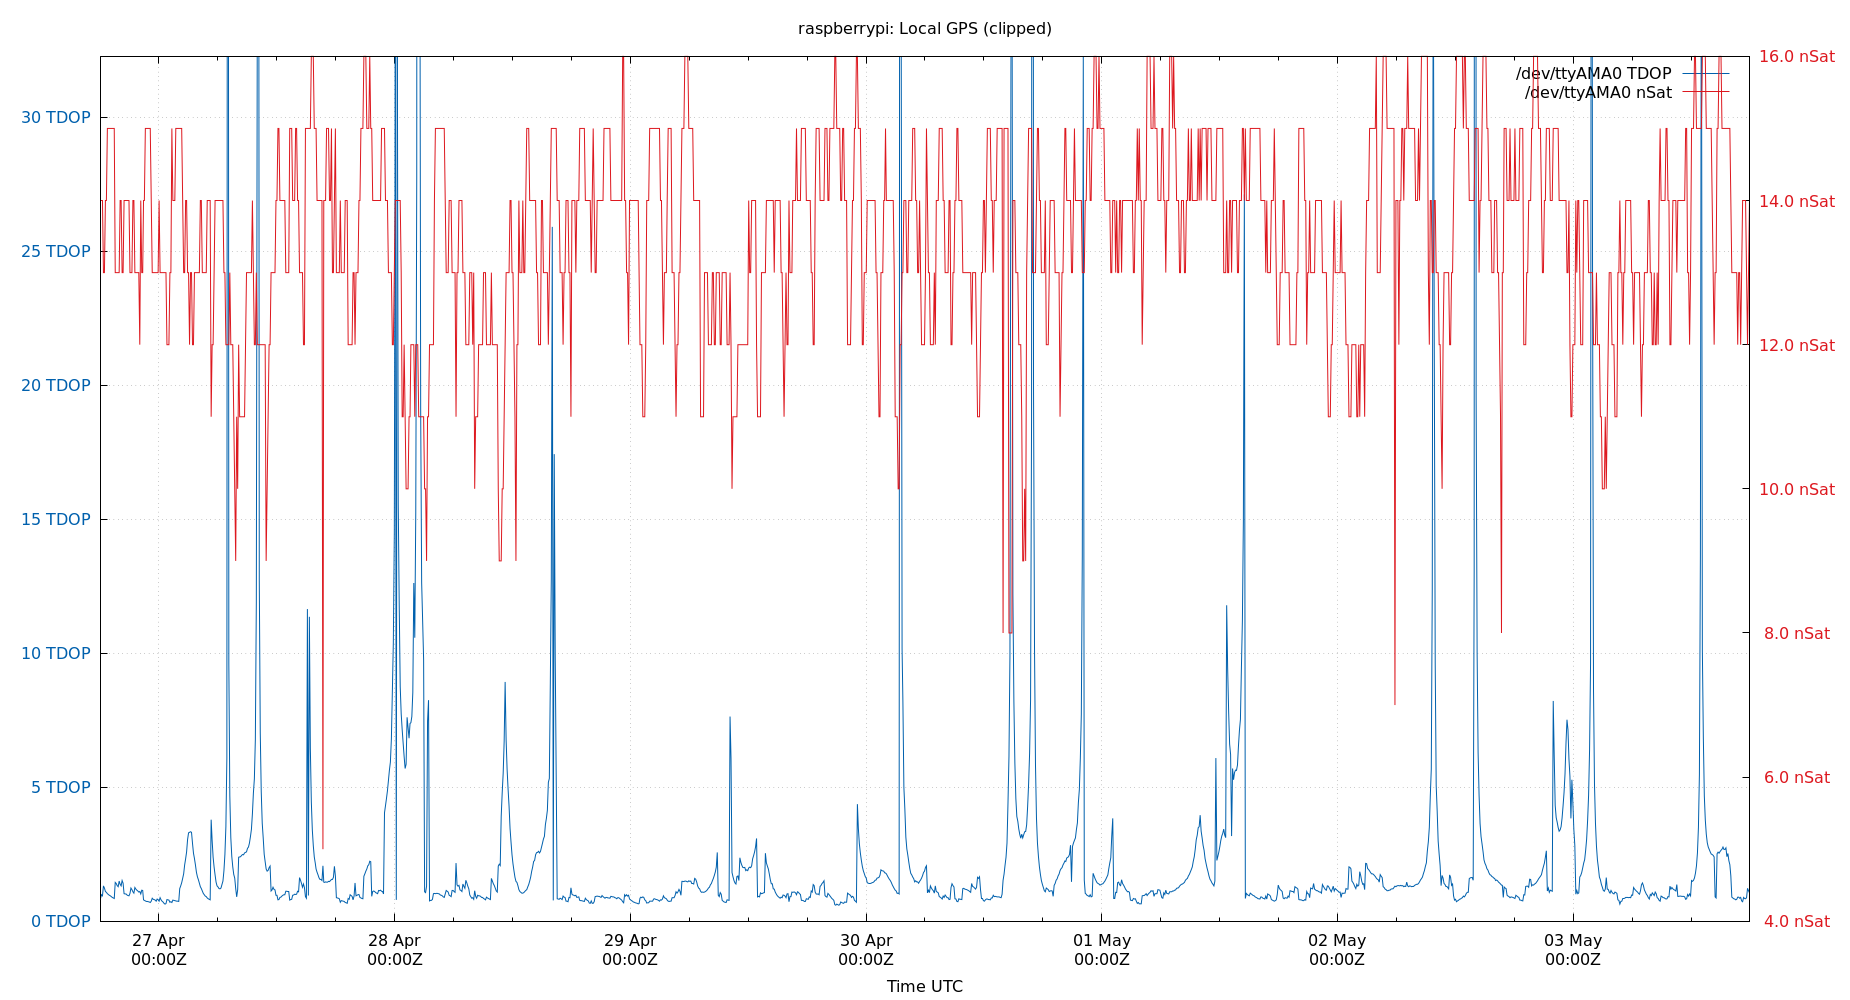 raspberrypi: Local GPS (clipped)
/dev/ttyAMA0 TDOP
/dev/ttyAMA0 nSat
30 TDOP
25 TDOP
20 TDOP
15 TDOP
10 TDOP
5 TDOP
0 TDOP
16.0 nSat
14.0 nSat
12.0 nSat
10.0 nSat
8.0 nSat
6.0 nSat
4.0 nSat
27 Apr
00:00Z
28 Apr
00:00Z
29 Apr
00:00Z
30 Apr
00:00Z
01 May
00:00Z
02 May
00:00Z
03 May
00:00Z
Time UTC